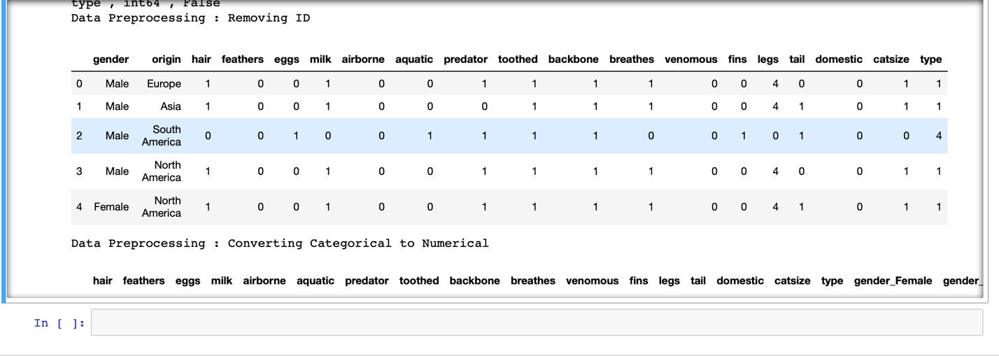 type , int64 , False
Data Preprocessing : Removing ID
gender origin hair feathers eggs milk airborne aquatic predator toothed backbone breathes venomous fins legs tail domestic catsize type
0 Male Europe 1 0 0 1 0 0 1 1 1 1 0 0 4 0 0 1 1
1 Male Asia 1 0 0 1 0 0 0 1 1 1 0 0 4 1 0 1 1
2 Male South America 0 0 1 0 0 1 1 1 1 0 0 1 0 1 0 0 4
3 Male North America 1 0 0 1 0 0 1 1 1 1 0 0 4 0 0 1 1
4 Female North America 1 0 0 1 0 0 1 1 1 1 0 0 4 1 0 1 1
Data Preprocessing : Converting Categorical to Numerical
hair feathers eggs milk airborne aquatic predator toothed backbone breathes venomous fins legs tail domestic catsize type gender_Female gender_
In [ ]: